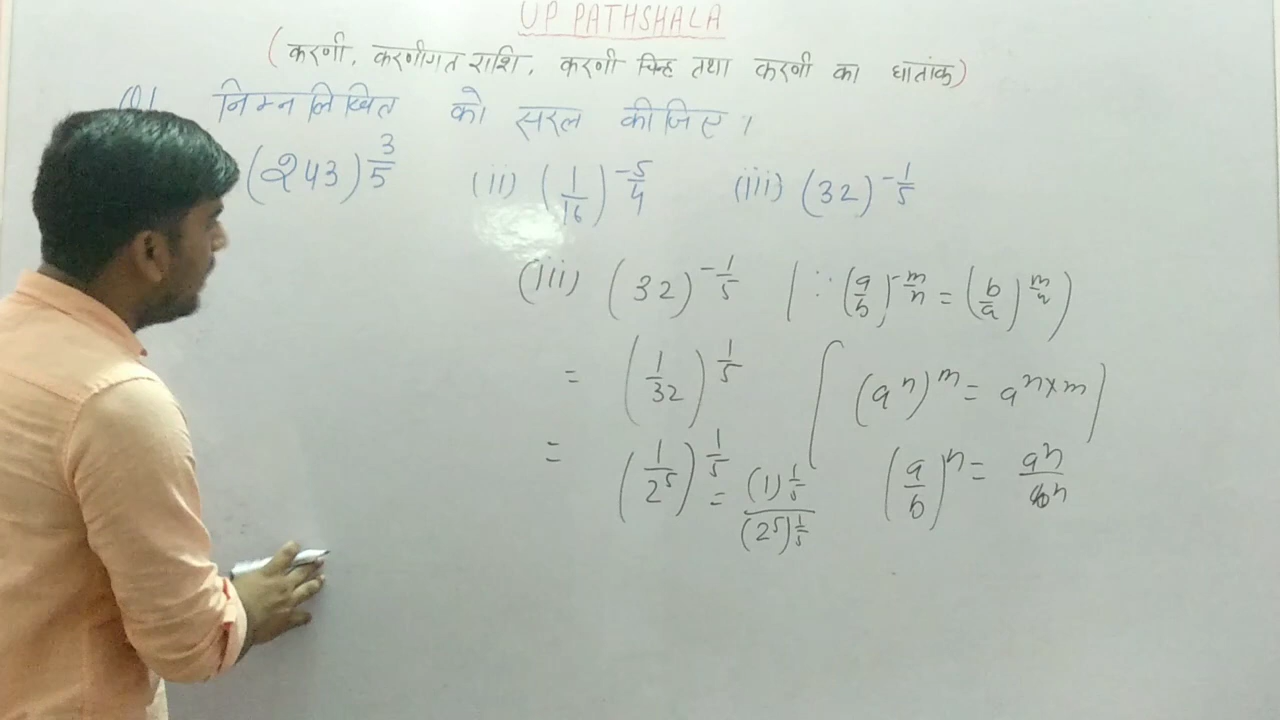 UP PATHSHALA
(करणी, करणीगत राशि, करणी चिन्ह तथा करणी का घातांक)
निम्नलिखित को सरल कीजिए।
(243)^{3/5} (ii) (1/16)^{-5/4} (iii) (32)^{-1/5}
(iii) (32)^{-1/5} | ∵ (a/b)^{-m/n} = (b/a)^{m/n})
= (1/32)^{1/5} (a^n)^m = a^{n×m})
= (1/2^5)^{1/5} = (1)^{1/5}/(2^5)^{1/5} (a/b)^n = a^n/b^n